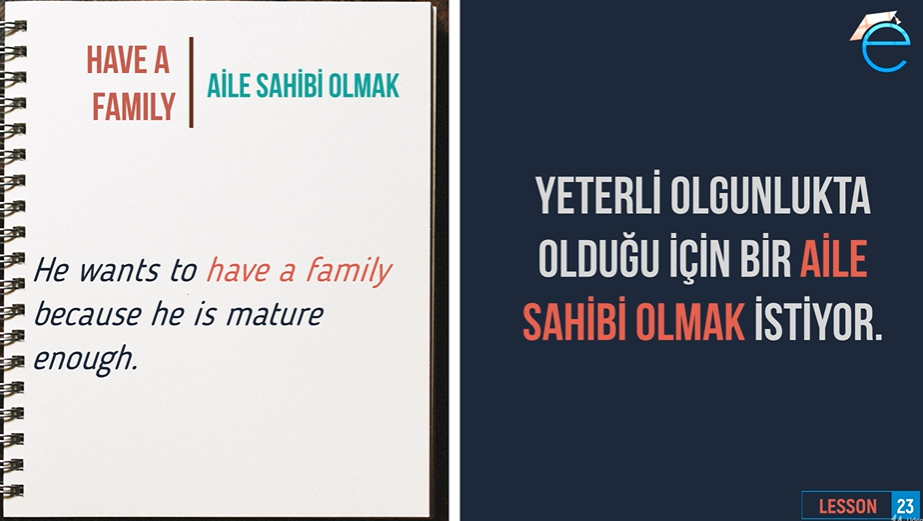 HAVE A
FAMILY
AİLE SAHİBİ OLMAK
He wants to have a family
because he is mature
enough.
e
YETERLİ OLGUNLUKTA
OLDUĞU İÇİN BİR AİLE
SAHİBİ OLMAK İSTİYOR.
LESSON 23